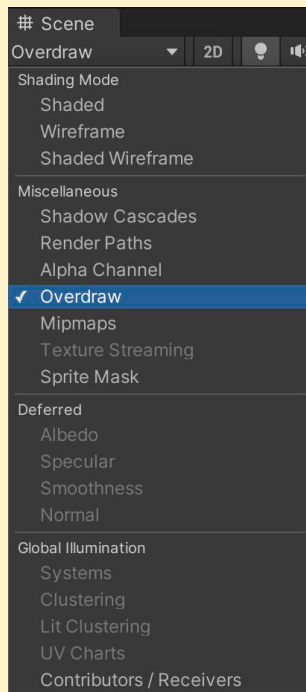 # Scene
Overdraw 2D
Shading Mode
Shaded
Wireframe
Shaded Wireframe
Miscellaneous
Shadow Cascades
Render Paths
Alpha Channel
✓ Overdraw
Mipmaps
Texture Streaming
Sprite Mask
Deferred
Albedo
Specular
Smoothness
Normal
Global Illumination
Systems
Clustering
Lit Clustering
UV Charts
Contributors / Receivers